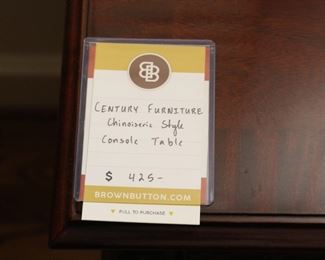 BB
Century Furniture
Chinoiserie Style
Console Table
$ 425-
BROWNBUTTON.COM
PULL TO PURCHASE